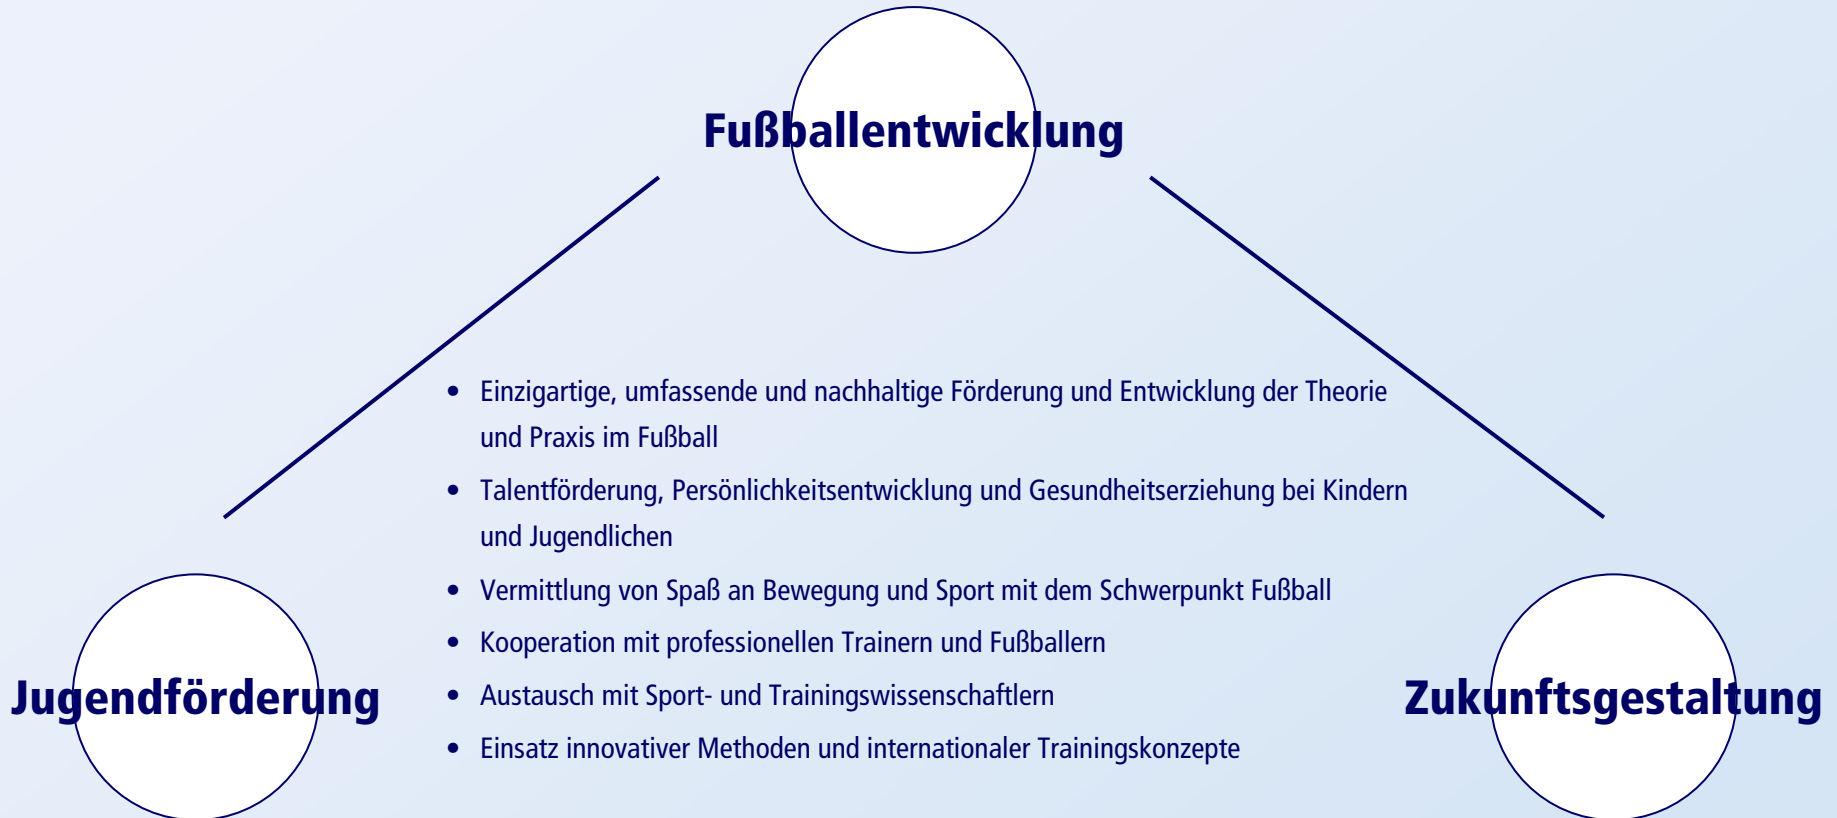 Fußballentwicklung
• Einzigartige, umfassende und nachhaltige Förderung und Entwicklung der Theorie
und Praxis im Fußball
• Talentförderung, Persönlichkeitsentwicklung und Gesundheitserziehung bei Kindern
und Jugendlichen
• Vermittlung von Spaß an Bewegung und Sport mit dem Schwerpunkt Fußball
• Kooperation mit professionellen Trainern und Fußballern
• Austausch mit Sport- und Trainingswissenschaftlern
• Einsatz innovativer Methoden und internationaler Trainingskonzepte
Jugendförderung
Zukunftsgestaltung